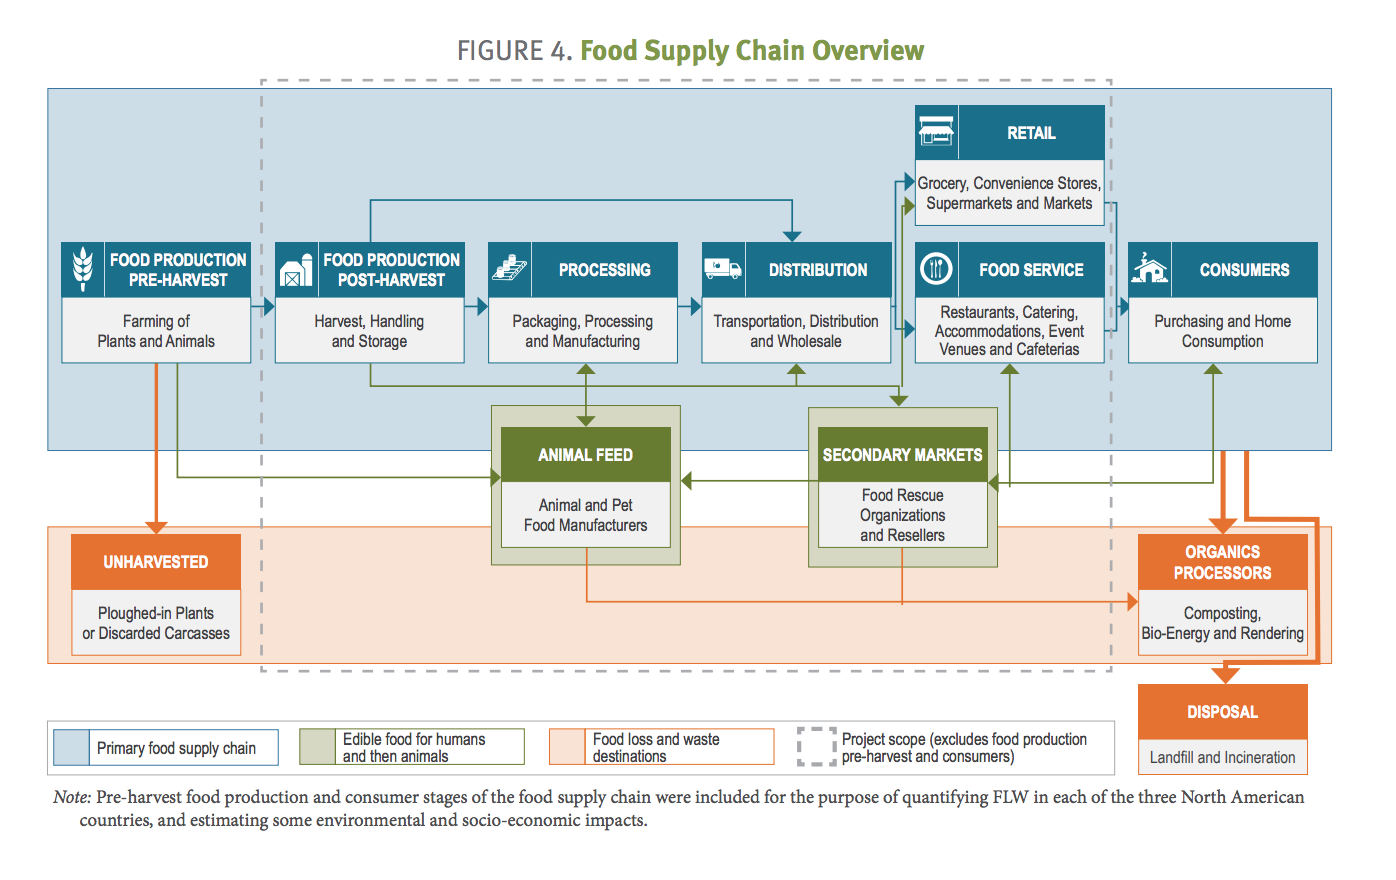 FIGURE 4. Food Supply Chain Overview
RETAIL
Grocery, Convenience Stores,
Supermarkets and Markets
FOOD PRODUCTION
PRE-HARVEST
Farming of
Plants and Animals
FOOD PRODUCTION
POST-HARVEST
Harvest, Handling
and Storage
PROCESSING
Packaging, Processing
and Manufacturing
DISTRIBUTION
Transportation, Distribution
and Wholesale
FOOD SERVICE
Restaurants, Catering,
Accommodations, Event
Venues and Cafeterias
CONSUMERS
Purchasing and Home
Consumption
ANIMAL FEED
Animal and Pet
Food Manufacturers
SECONDARY MARKETS
Food Rescue
Organizations
and Resellers
UNHARVESTED
Ploughed-in Plants
or Discarded Carcasses
ORGANICS
PROCESSORS
Composting,
Bio-Energy and Rendering
DISPOSAL
Landfill and Incineration
Primary food supply chain
Edible food for humans
and then animals
Food loss and waste
destinations
Project scope (excludes food production
pre-harvest and consumers)
Note: Pre-harvest food production and consumer stages of the food supply chain were included for the purpose of quantifying FLW in each of the three North American
countries, and estimating some environmental and socio-economic impacts.